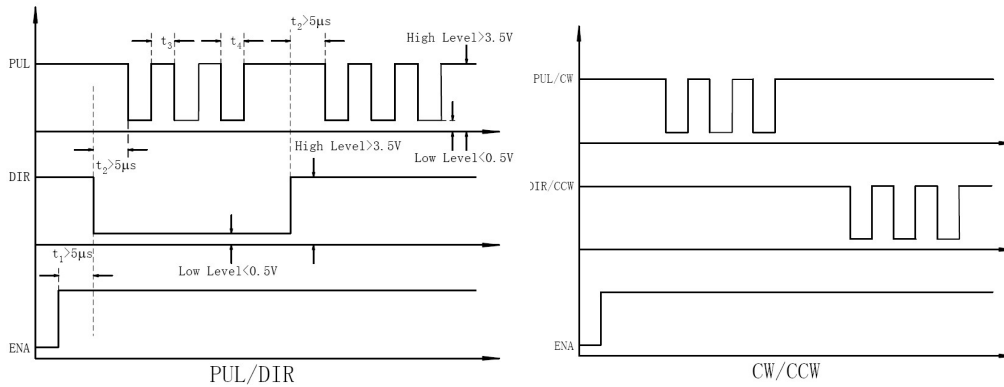 t₂>5μs
High Level>3.5V
t₃
t₄
PUL
t₂>5μs
High Level>3.5V
Low Level<0.5V
DIR
t₁>5μs
Low Level<0.5V
ENA
PUL/DIR
PUL/CW
DIR/CCW
ENA
CW/CCW